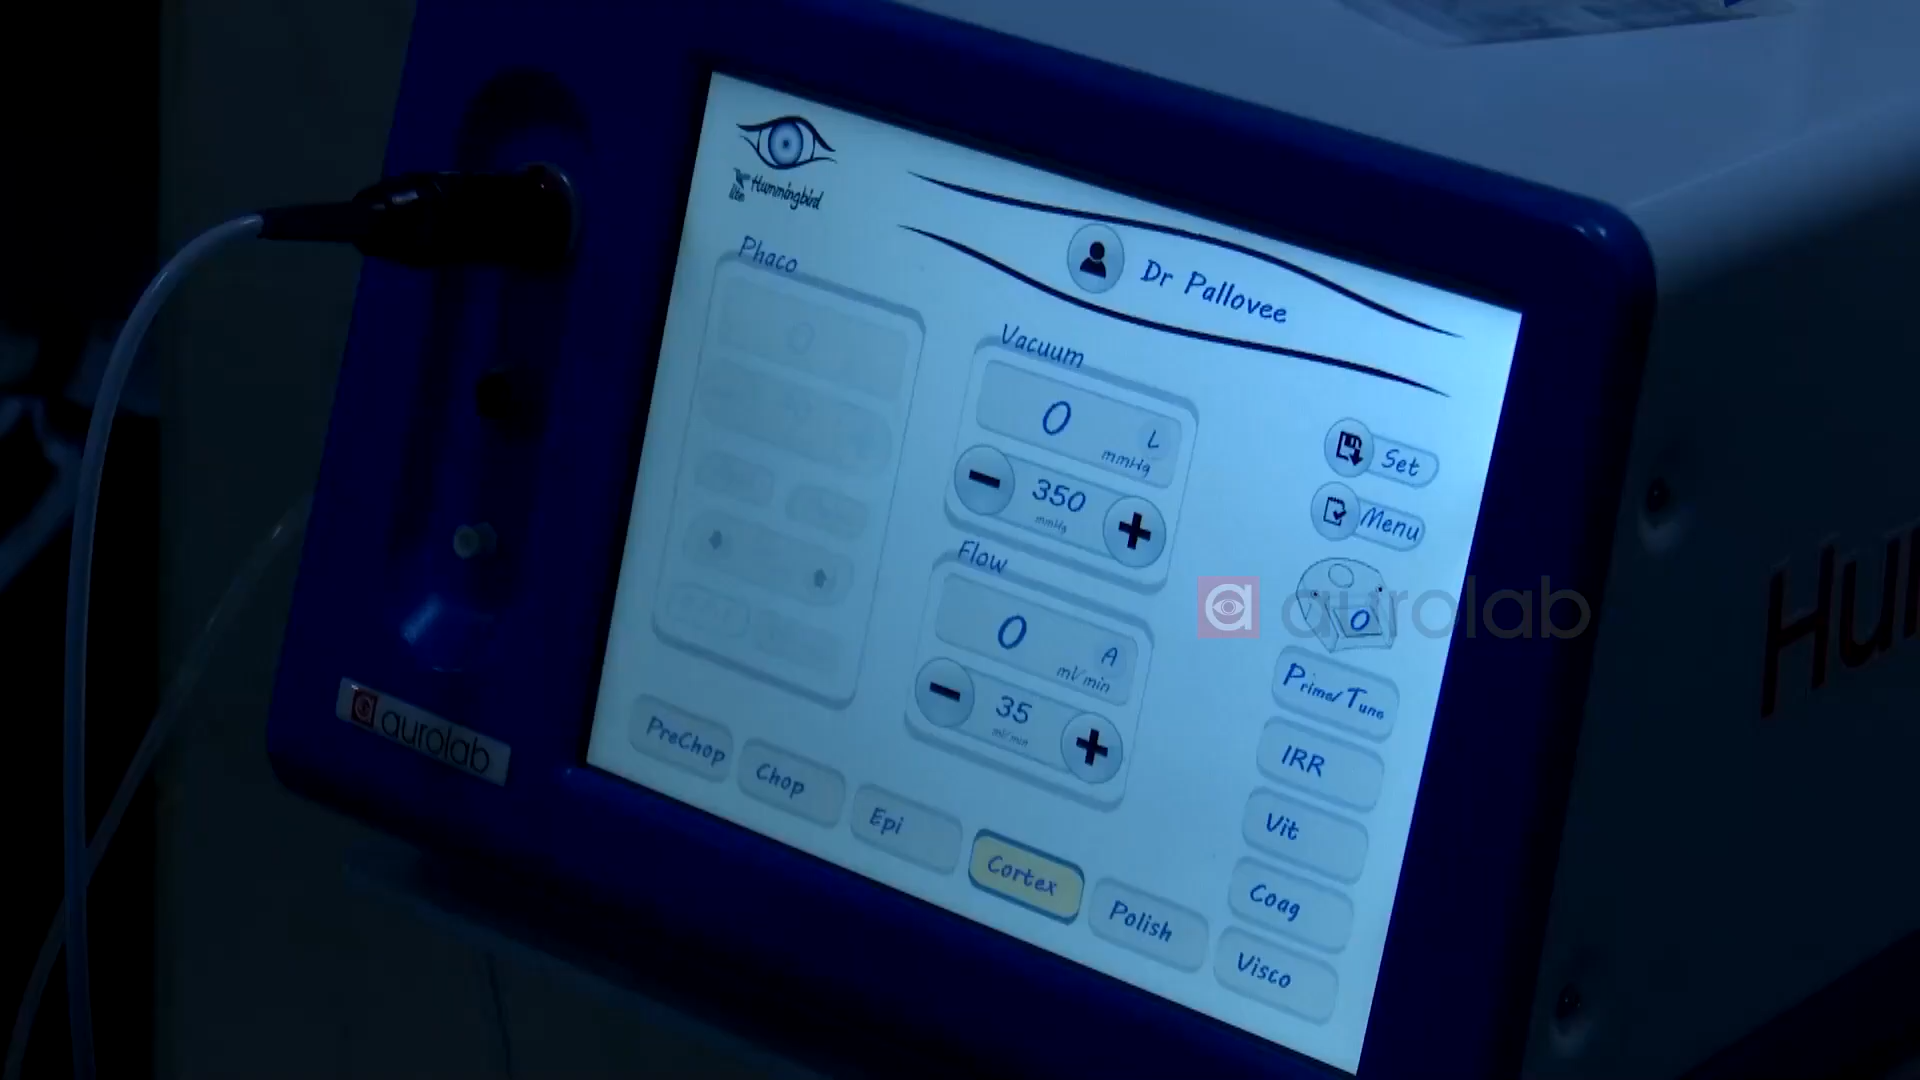 Hummingbird
lite
Dr Pallovee
Phaco
Vacuum
0 L
mmHg
350
mmHg
Flow
0 A
ml/min
35
ml/min
Set
Menu
0
Prime/Tune
IRR
Vit
Coag
Visco
PreChop
Chop
Epi
Cortex
Polish
aurolab
aurolab
Hu